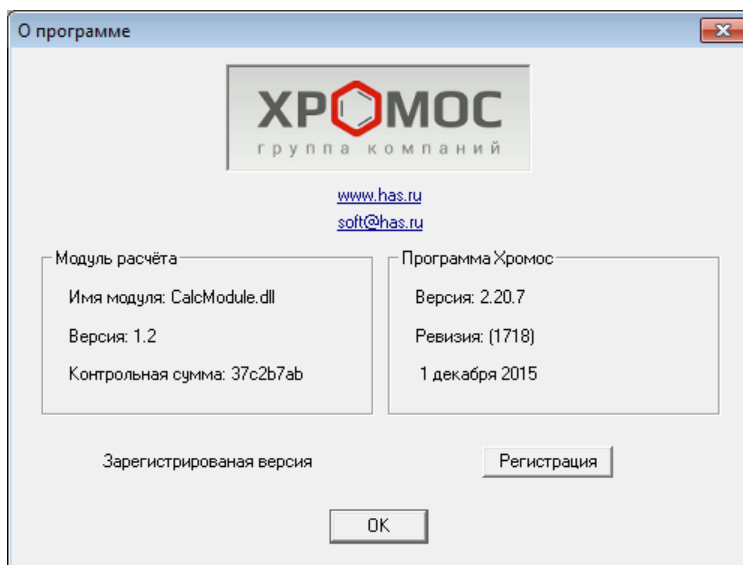 О программе
ХРОМОС
группа компаний
www.has.ru
soft@has.ru
Модуль расчёта
Имя модуля: CalcModule.dll
Версия: 1.2
Контрольная сумма: 37c2b7ab
Программа Хромос
Версия: 2.20.7
Ревизия: (1718)
1 декабря 2015
Зарегистрированая версия
Регистрация
OK